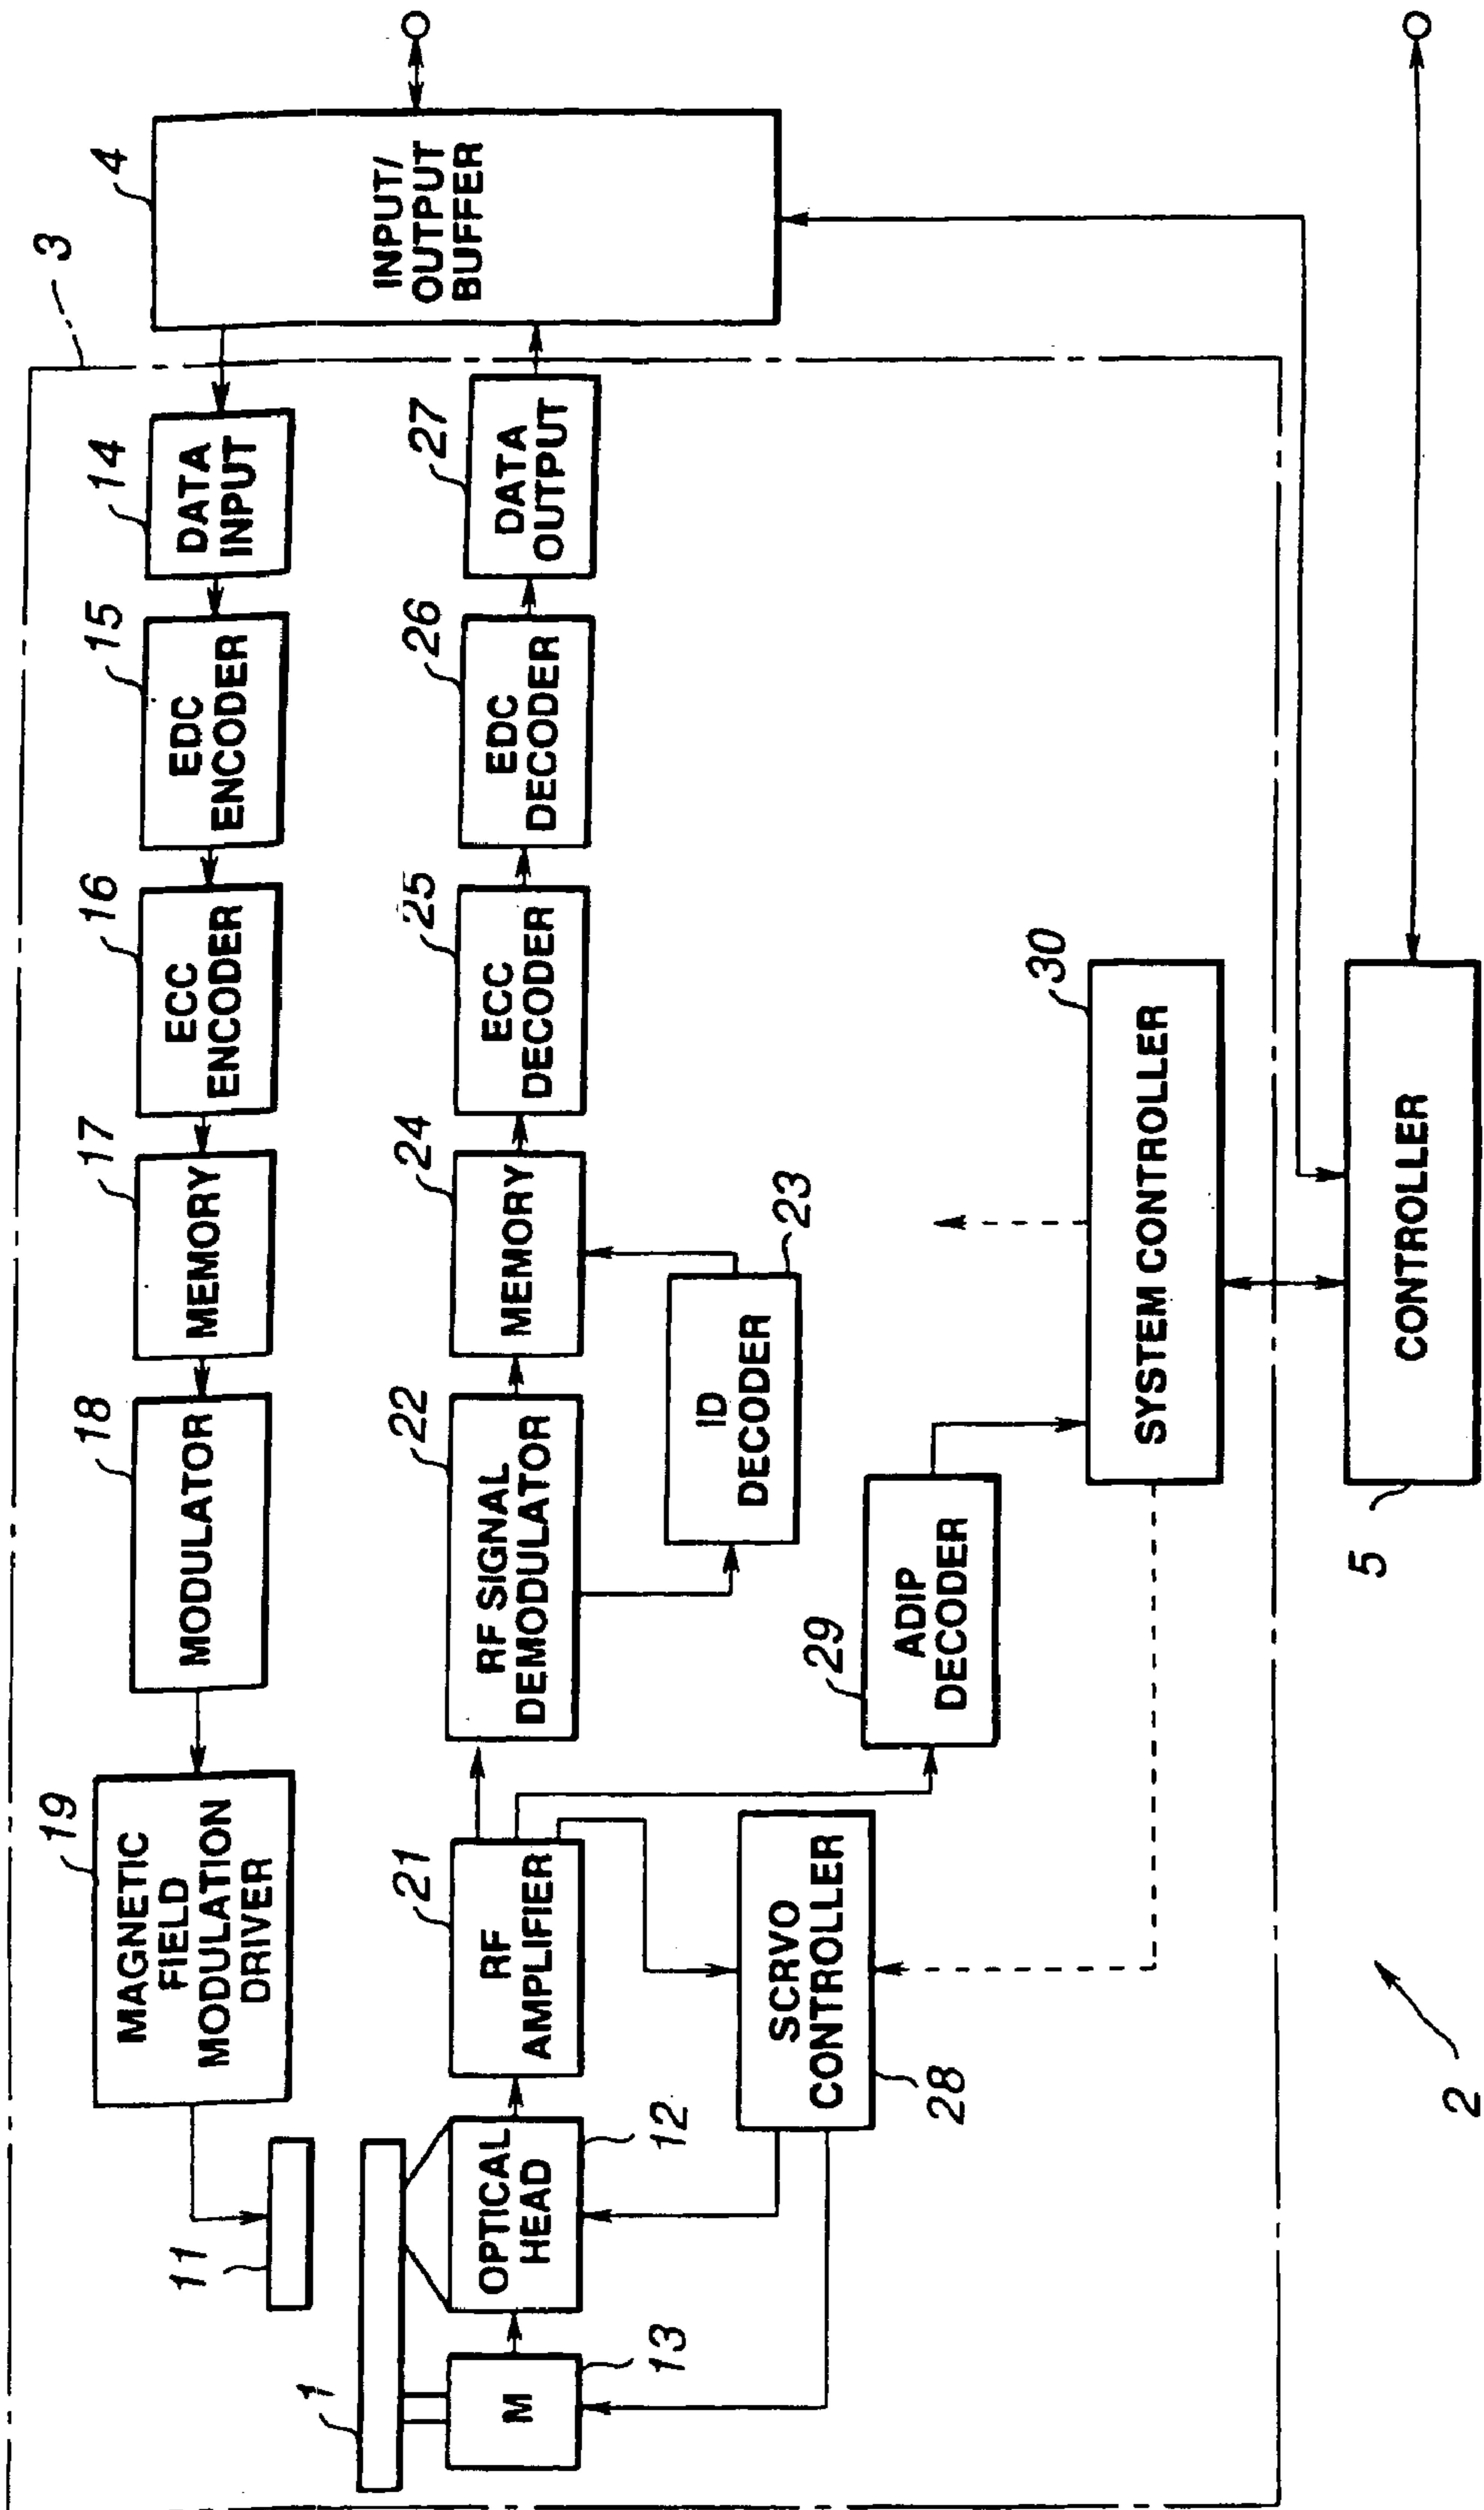 3
4
INPUT/
OUTPUT
BUFFER
19
MAGNETIC
FIELD
MODULATION
DRIVER
18
MODULATOR
17
MEMORY
16
ECC
ENCODER
15
EDC
ENCODER
14
DATA
INPUT
11
1
M
13
OPTICAL
HEAD
12
21
RF
AMPLIFIER
22
RF SIGNAL
DEMODULATOR
24
MEMORY
25
ECC
DECODER
26
EDC
DECODER
27
DATA
OUTPUT
ID
DECODER
23
SCRVO
CONTROLLER
28
29
ADIP
DECODER
30
SYSTEM CONTROLLER
5
CONTROLLER
2